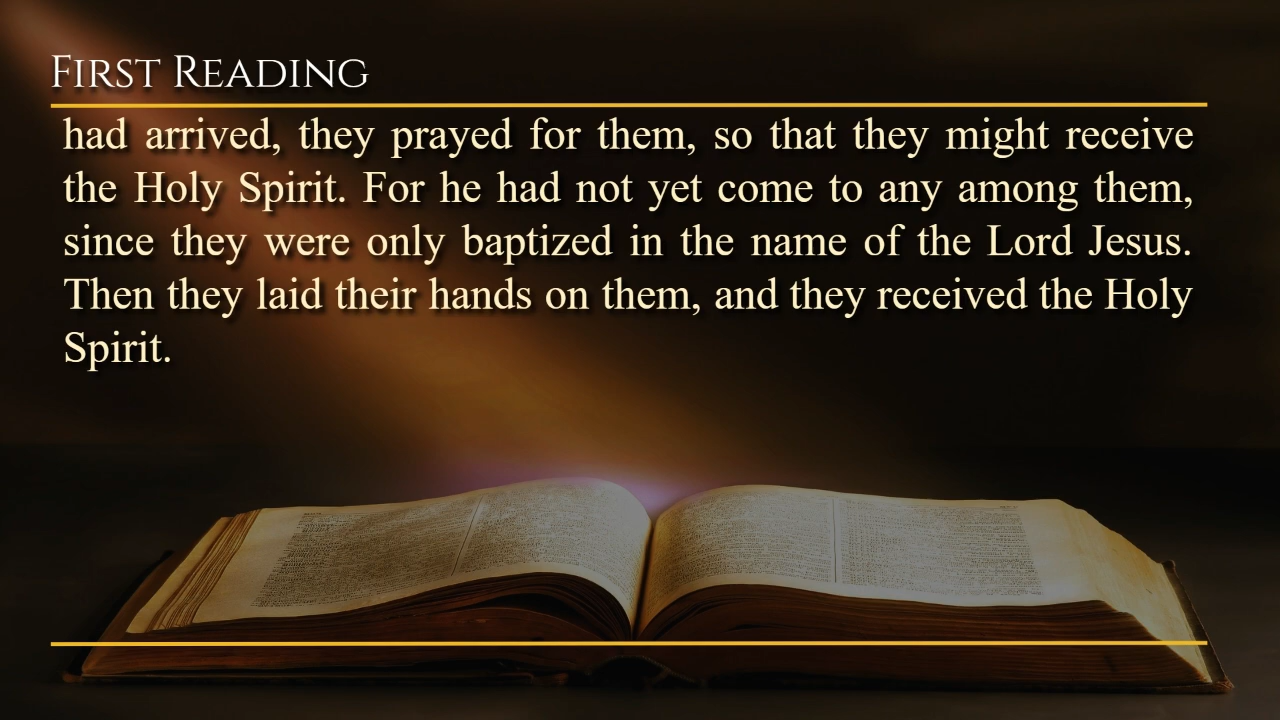 First Reading
had arrived, they prayed for them, so that they might receive
the Holy Spirit. For he had not yet come to any among them,
since they were only baptized in the name of the Lord Jesus.
Then they laid their hands on them, and they received the Holy
Spirit.